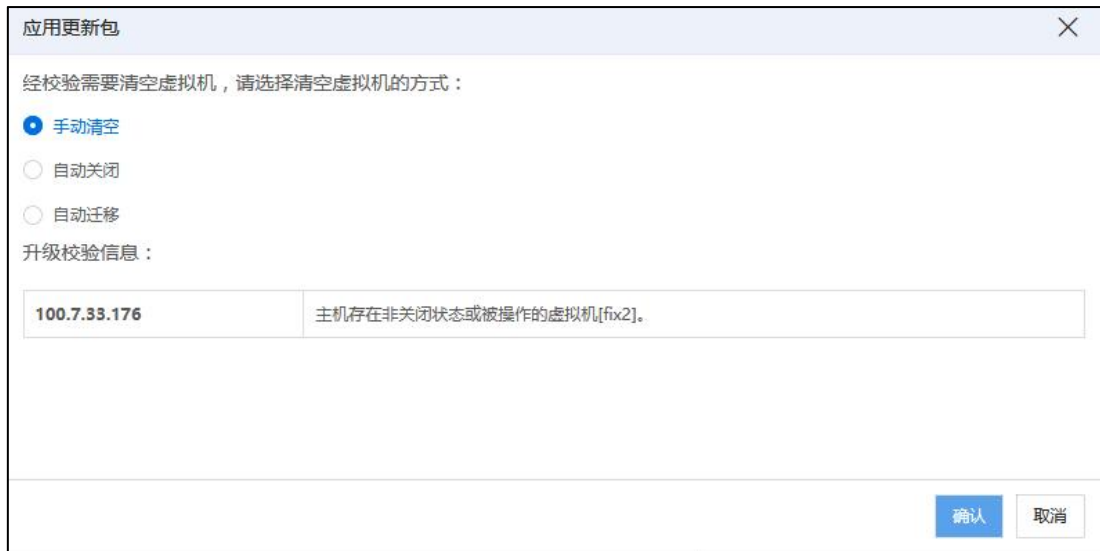 应用更新包
经校验需要清空虚拟机，请选择清空虚拟机的方式：
手动清空
自动关闭
自动迁移
升级校验信息：
100.7.33.176 主机存在非关闭状态或被操作的虚拟机[fix2]。
确认 取消